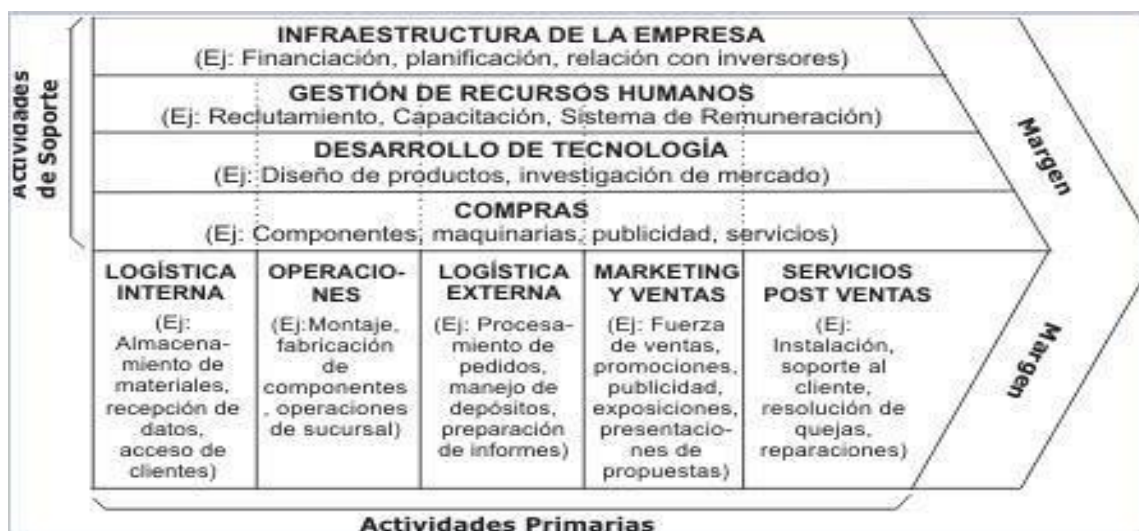 Actividades
de Soporte
INFRAESTRUCTURA DE LA EMPRESA
(Ej: Financiación, planificación, relación con inversores)
GESTIÓN DE RECURSOS HUMANOS
(Ej: Reclutamiento, Capacitación, Sistema de Remuneración)
DESARROLLO DE TECNOLOGÍA
(Ej: Diseño de productos, investigación de mercado)
COMPRAS
(Ej: Componentes, maquinarias, publicidad, servicios)
LOGÍSTICA
INTERNA
(Ej:
Almacena-
miento de
materiales,
recepción de
datos,
acceso de
clientes)
OPERACIO-
NES
(Ej:Montaje,
fabricación
de
componentes
, operaciones
de sucursal)
LOGÍSTICA
EXTERNA
(Ej: Procesa-
miento de
pedidos,
manejo de
depósitos,
preparación
de informes)
MARKETING
Y VENTAS
(Ej: Fuerza
de ventas,
promociones,
publicidad,
exposiciones,
presentacio-
nes de
propuestas)
SERVICIOS
POST VENTAS
(Ej:
Instalación,
soporte al
cliente,
resolución de
quejas,
reparaciones)
Margen
Margen
Actividades Primarias